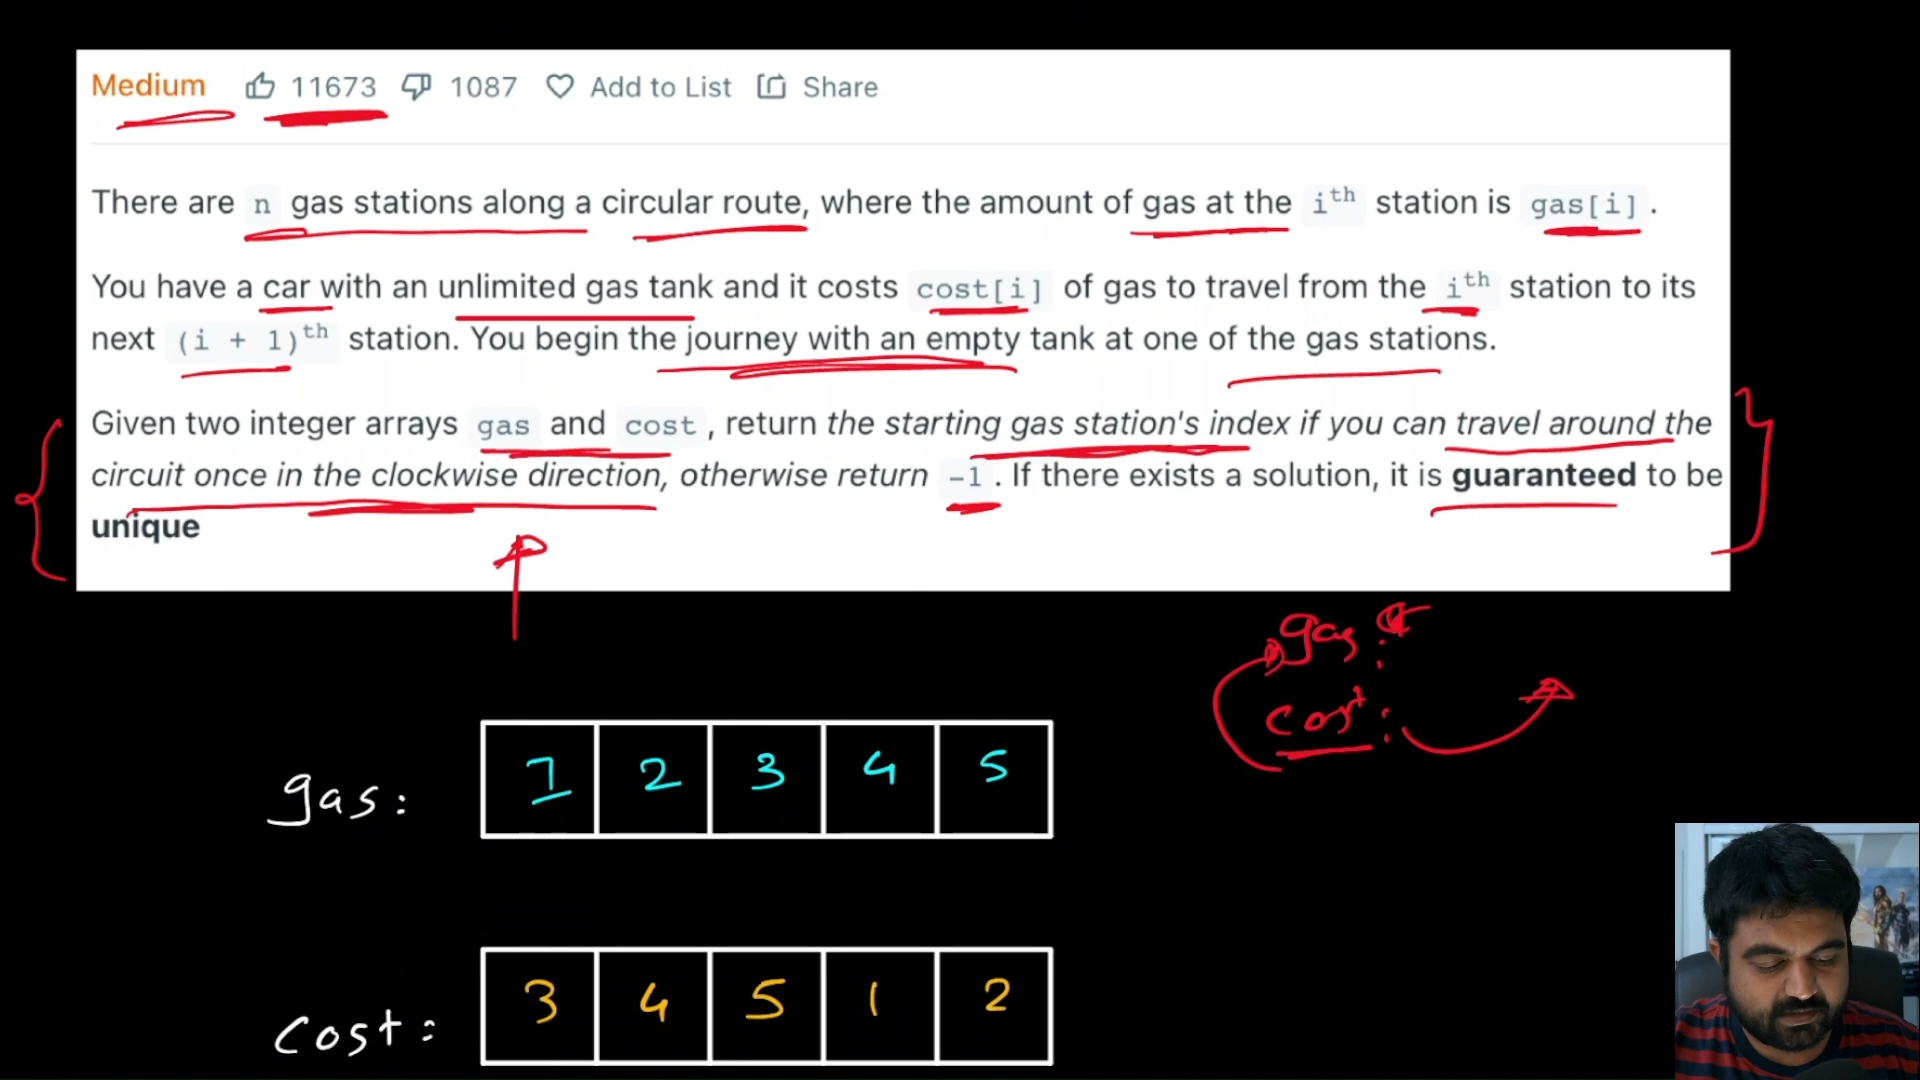 Medium 11673 1087 Add to List Share
There are n gas stations along a circular route, where the amount of gas at the ith station is gas[i].
You have a car with an unlimited gas tank and it costs cost[i] of gas to travel from the ith station to its
next (i + 1)th station. You begin the journey with an empty tank at one of the gas stations.
Given two integer arrays gas and cost, return the starting gas station's index if you can travel around the
circuit once in the clockwise direction, otherwise return -1. If there exists a solution, it is guaranteed to be
unique
gas :
cost :
gas : 1 2 3 4 5
cost : 3 4 5 1 2